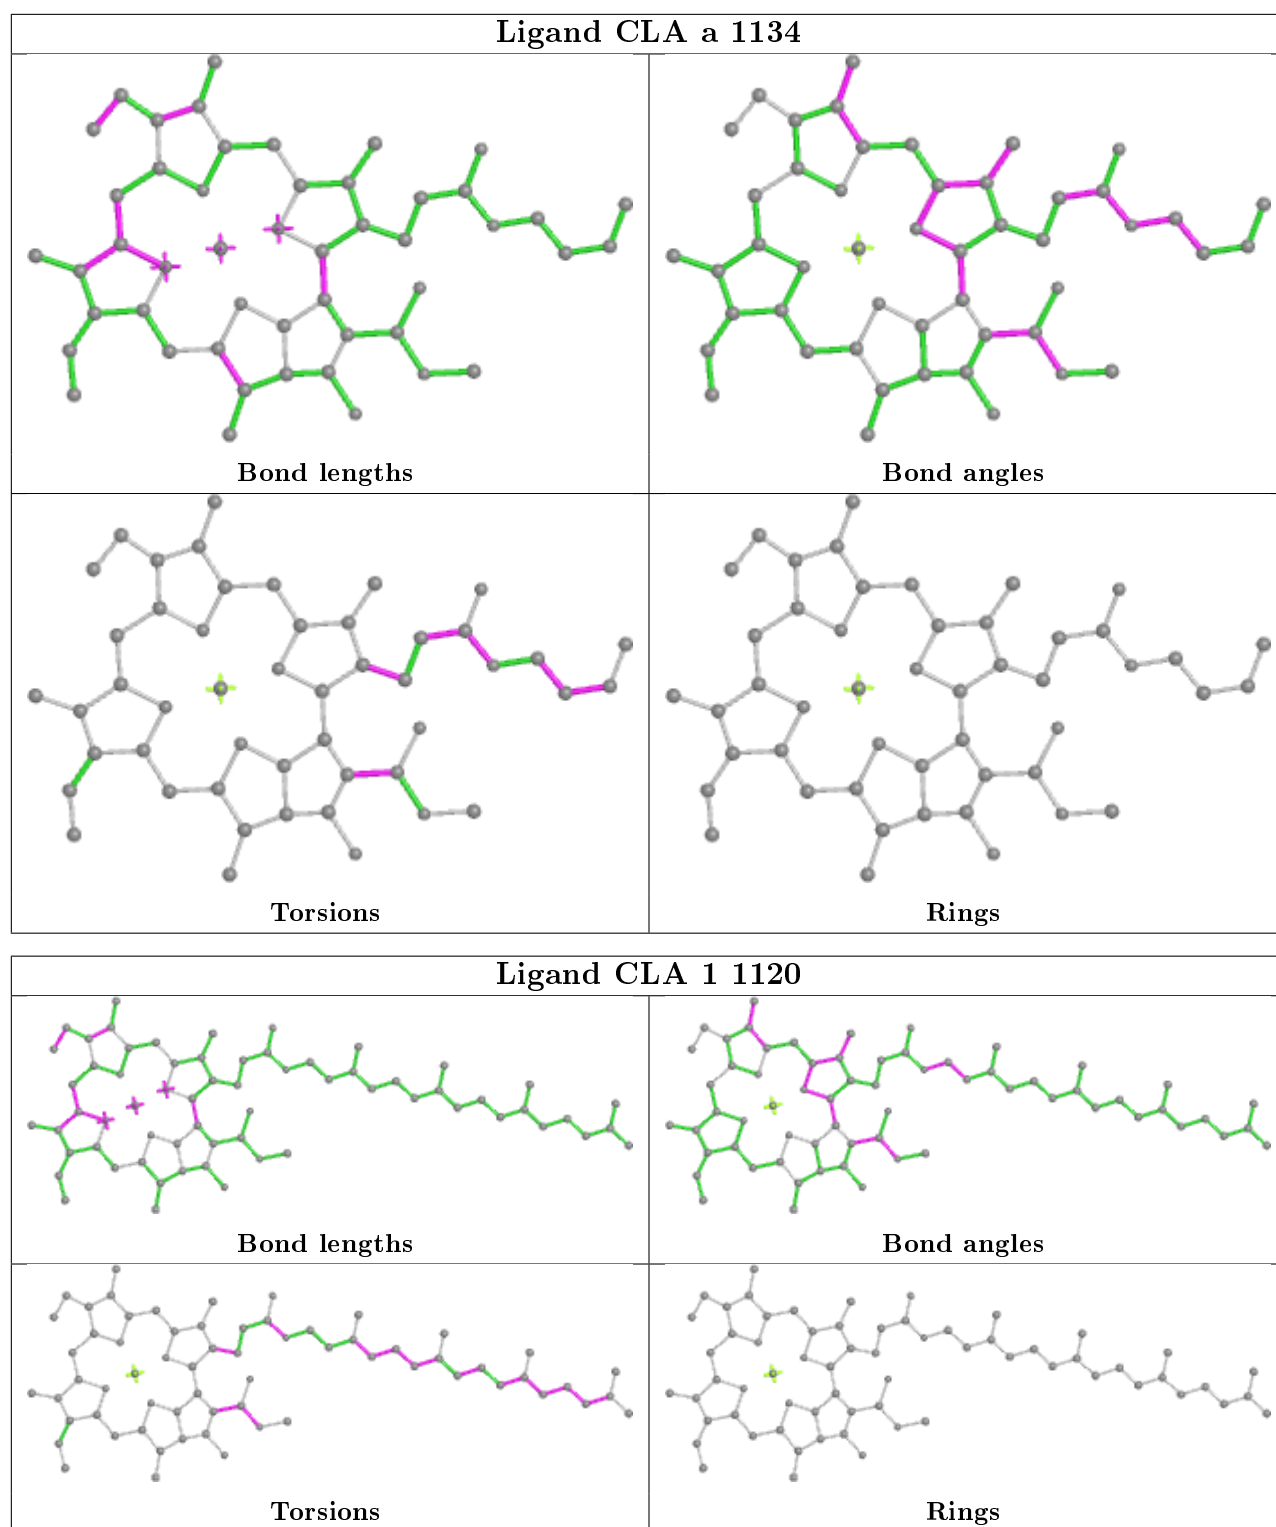 Ligand CLA a 1134
Bond lengths
Bond angles
Torsions
Rings
Ligand CLA 1 1120
Bond lengths
Bond angles
Torsions
Rings